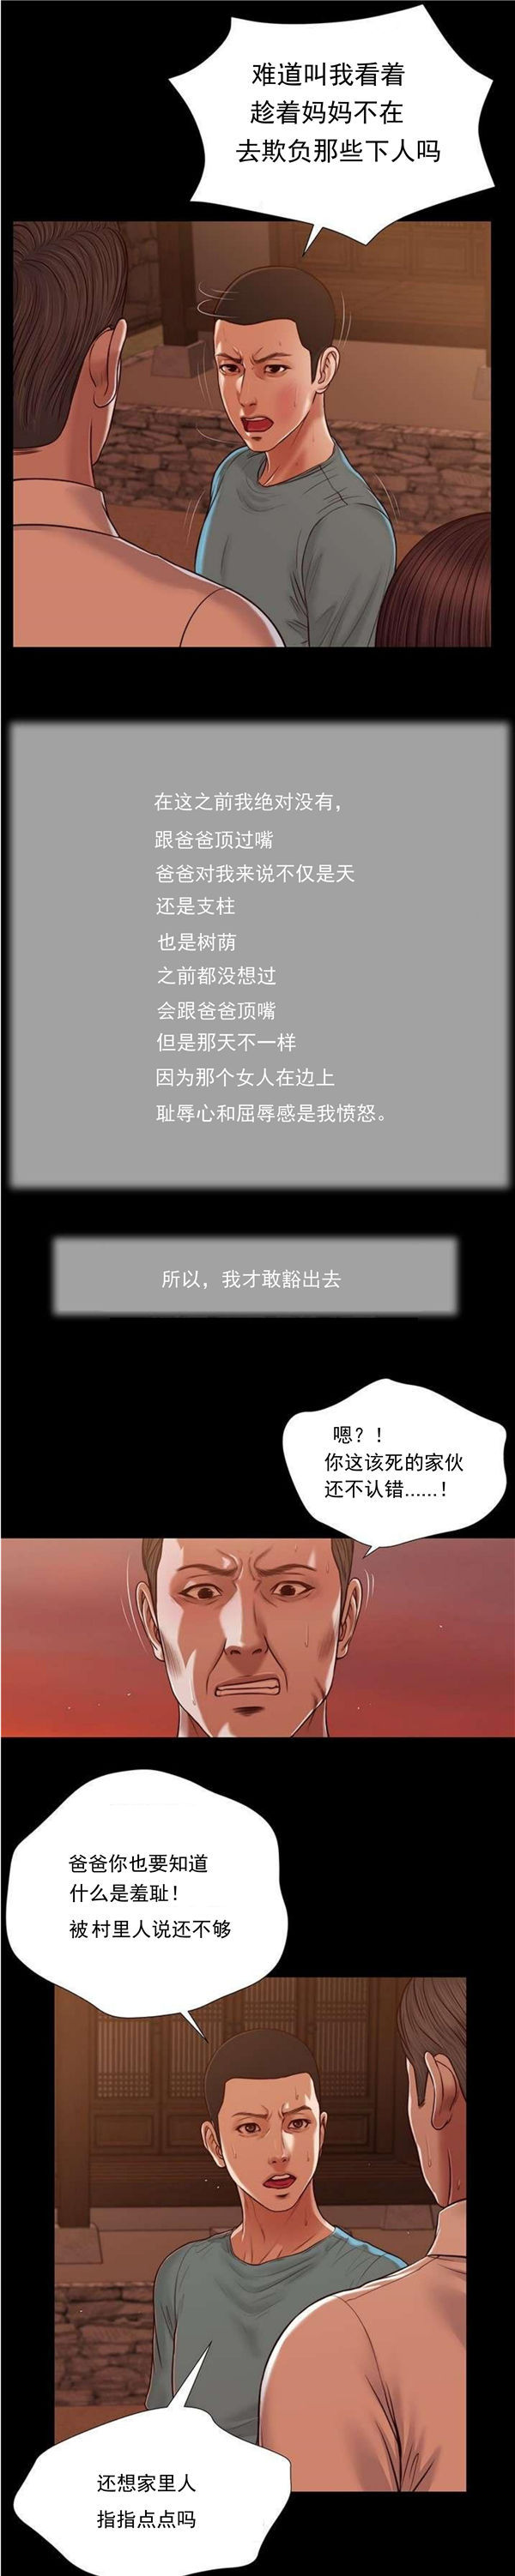 难道叫我看着
趁着妈妈不在
去欺负那些下人吗
在这之前我绝对没有，
跟爸爸顶过嘴
爸爸对我来说不仅是天
还是支柱
也是树荫
之前都没想过
会跟爸爸顶嘴
但是那天不一样
因为那个女人在边上
耻辱心和屈辱感是我愤怒。
所以，我才敢豁出去
嗯？！
你这该死的家伙
还不认错......！
爸爸你也要知道
什么是羞耻！
被村里人说还不够
还想家里人
指指点点吗